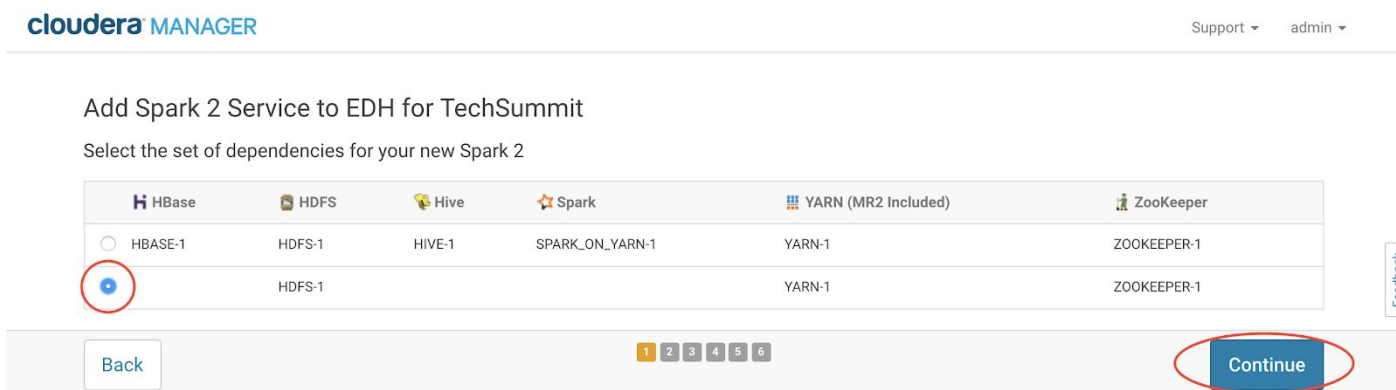 cloudera MANAGER
Support admin
Add Spark 2 Service to EDH for TechSummit
Select the set of dependencies for your new Spark 2
HBase HDFS Hive Spark YARN (MR2 Included) ZooKeeper
HBASE-1 HDFS-1 HIVE-1 SPARK_ON_YARN-1 YARN-1 ZOOKEEPER-1
HDFS-1 YARN-1 ZOOKEEPER-1
Feedback
Back 1 2 3 4 5 6 Continue